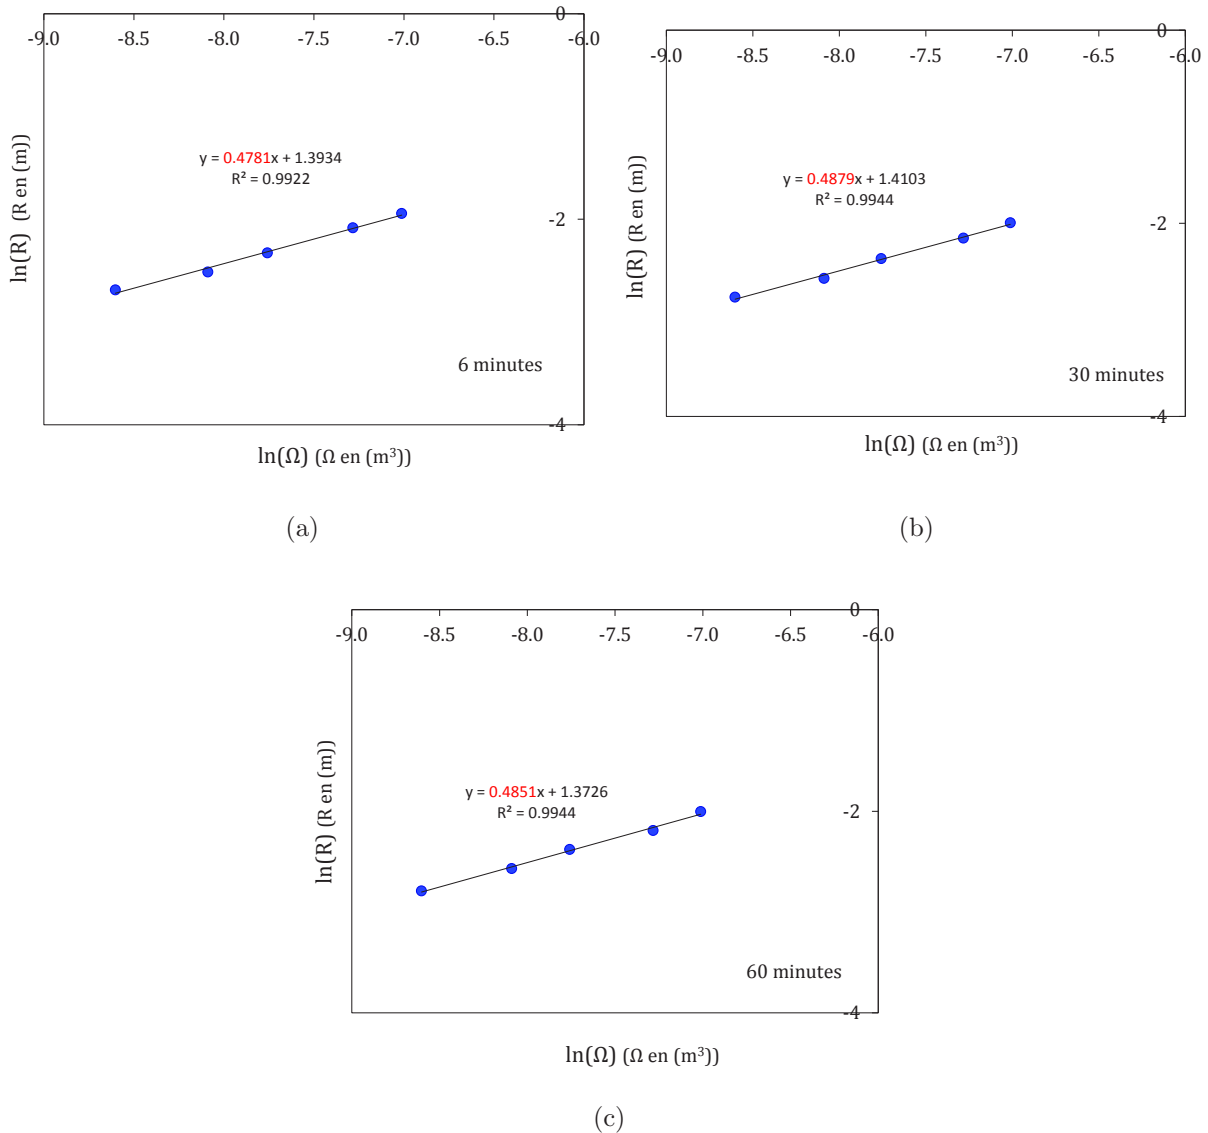 0
-9.0 -8.5 -8.0 -7.5 -7.0 -6.5 -6.0
y = 0.4781x + 1.3934
R² = 0.9922
ln(R) (R en (m))
-2
6 minutes
-4
ln(Ω) (Ω en (m³))
(a)
0
-9.0 -8.5 -8.0 -7.5 -7.0 -6.5 -6.0
y = 0.4879x + 1.4103
R² = 0.9944
ln(R) (R en (m))
-2
30 minutes
-4
ln(Ω) (Ω en (m³))
(b)
0
-9.0 -8.5 -8.0 -7.5 -7.0 -6.5 -6.0
y = 0.4851x + 1.3726
R² = 0.9944
ln(R) (R en (m))
-2
60 minutes
-4
ln(Ω) (Ω en (m³))
(c)